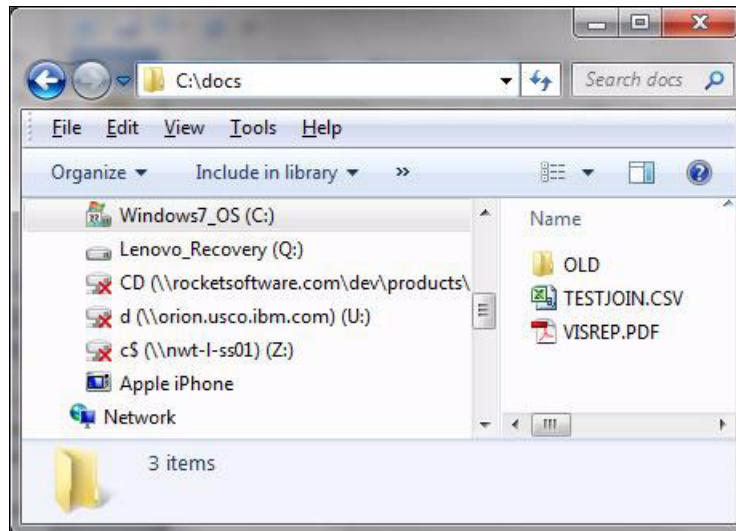 C:\docs
Search docs
File Edit View Tools Help
Organize Include in library »
Windows7_OS (C:)
Lenovo_Recovery (Q:)
CD (\\rocketsoftware.com\dev\products\
d (\\orion.usco.ibm.com) (U:)
c$ (\\nwt-l-ss01) (Z:)
Apple iPhone
Network
Name
OLD
TESTJOIN.CSV
VISREP.PDF
3 items